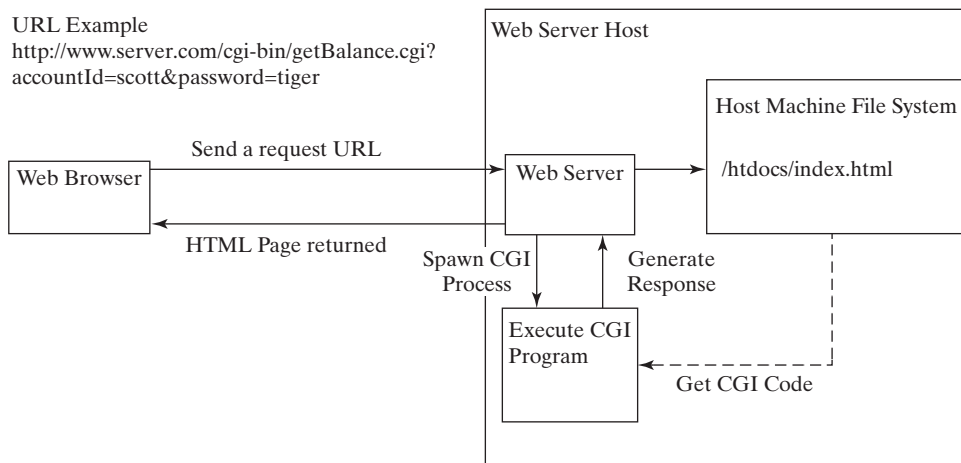 URL Example
http://www.server.com/cgi-bin/getBalance.cgi?
accountId=scott&password=tiger
Web Server Host
Host Machine File System
/htdocs/index.html
Send a request URL
Web Browser
Web Server
HTML Page returned
Spawn CGI
Process
Generate
Response
Execute CGI
Program
Get CGI Code